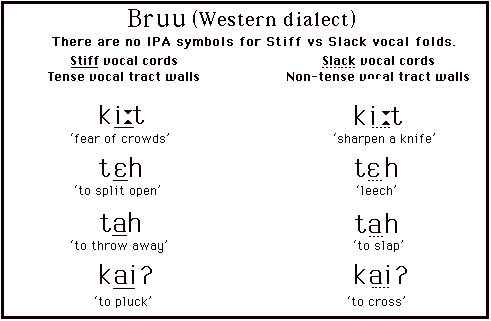 Bruu (Western dialect)
There are no IPA symbols for Stiff vs Slack vocal folds.
Stiff vocal cords Slack vocal cords
Tense vocal tract walls Non-tense vocal tract walls
kiːt kiːt
‘fear of crowds’ ‘sharpen a knife’
tɛh tɛh
‘to split open’ ‘leech’
tah tah
‘to throw away’ ‘to slap’
kaiʔ kaiʔ
‘to pluck’ ‘to cross’